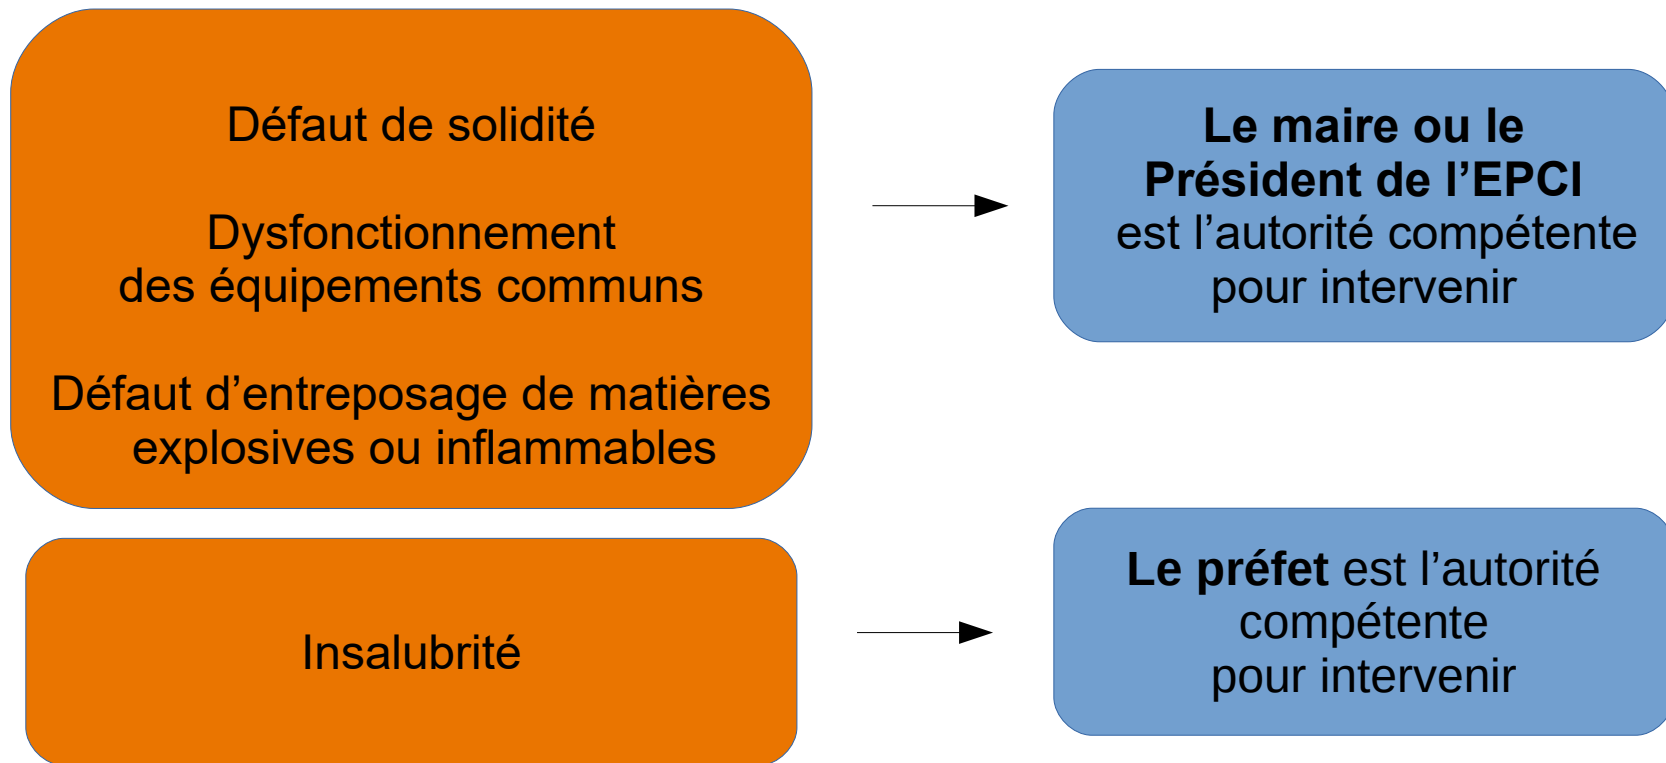 Défaut de solidité
Dysfonctionnement
des équipements communs
Défaut d’entreposage de matières
explosives ou inflammables
Le maire ou le
Président de l’EPCI
est l’autorité compétente
pour intervenir
Insalubrité
Le préfet est l’autorité
compétente
pour intervenir